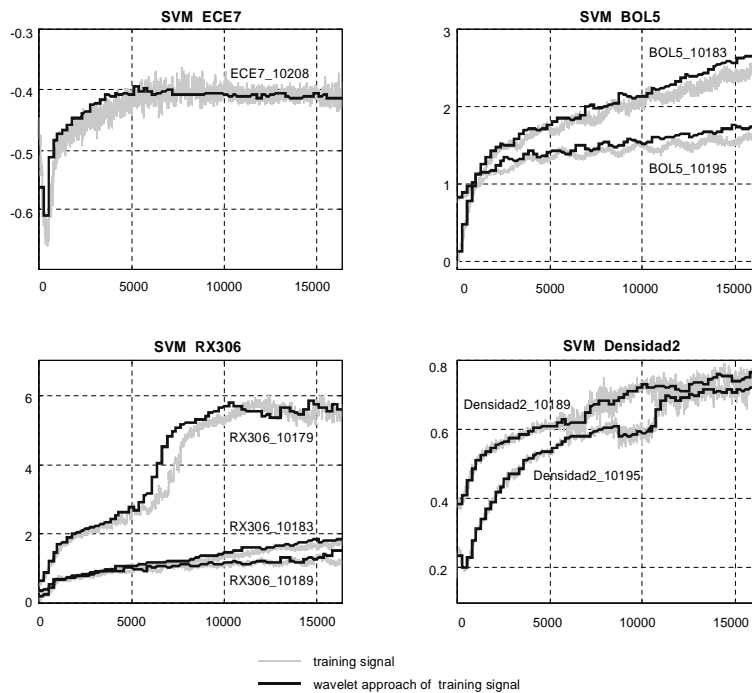 SVM ECE7
-0.3
-0.4
-0.5
-0.6
ECE7_10208
0 5000 10000 15000
SVM BOL5
3
2
1
0
BOL5_10183
BOL5_10195
0 5000 10000 15000
SVM RX306
6
4
2
0
RX306_10179
RX306_10183
RX306_10189
0 5000 10000 15000
SVM Densidad2
0.8
0.6
0.4
0.2
Densidad2_10189
Densidad2_10195
0 5000 10000 15000
training signal
wavelet approach of training signal